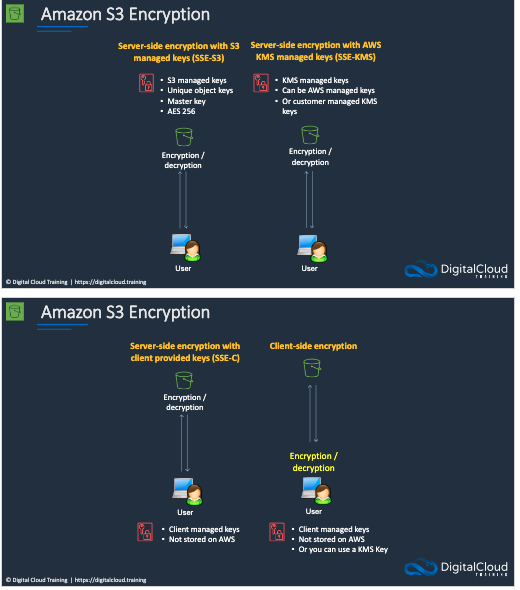 Amazon S3 Encryption
Server-side encryption with S3
managed keys (SSE-S3)
• S3 managed keys
• Unique object keys
• Master key
• AES 256
Encryption /
decryption
User
Server-side encryption with AWS
KMS managed keys (SSE-KMS)
• KMS managed keys
• Can be AWS managed keys
• Or customer managed KMS
keys
Encryption /
decryption
User
© Digital Cloud Training | https://digitalcloud.training
DigitalCloud
TRAINING
Amazon S3 Encryption
Server-side encryption with
client provided keys (SSE-C)
Encryption /
decryption
User
• Client managed keys
• Not stored on AWS
Client-side encryption
Encryption /
decryption
User
• Client managed keys
• Not stored on AWS
• Or you can use a KMS Key
© Digital Cloud Training | https://digitalcloud.training
DigitalCloud
TRAINING